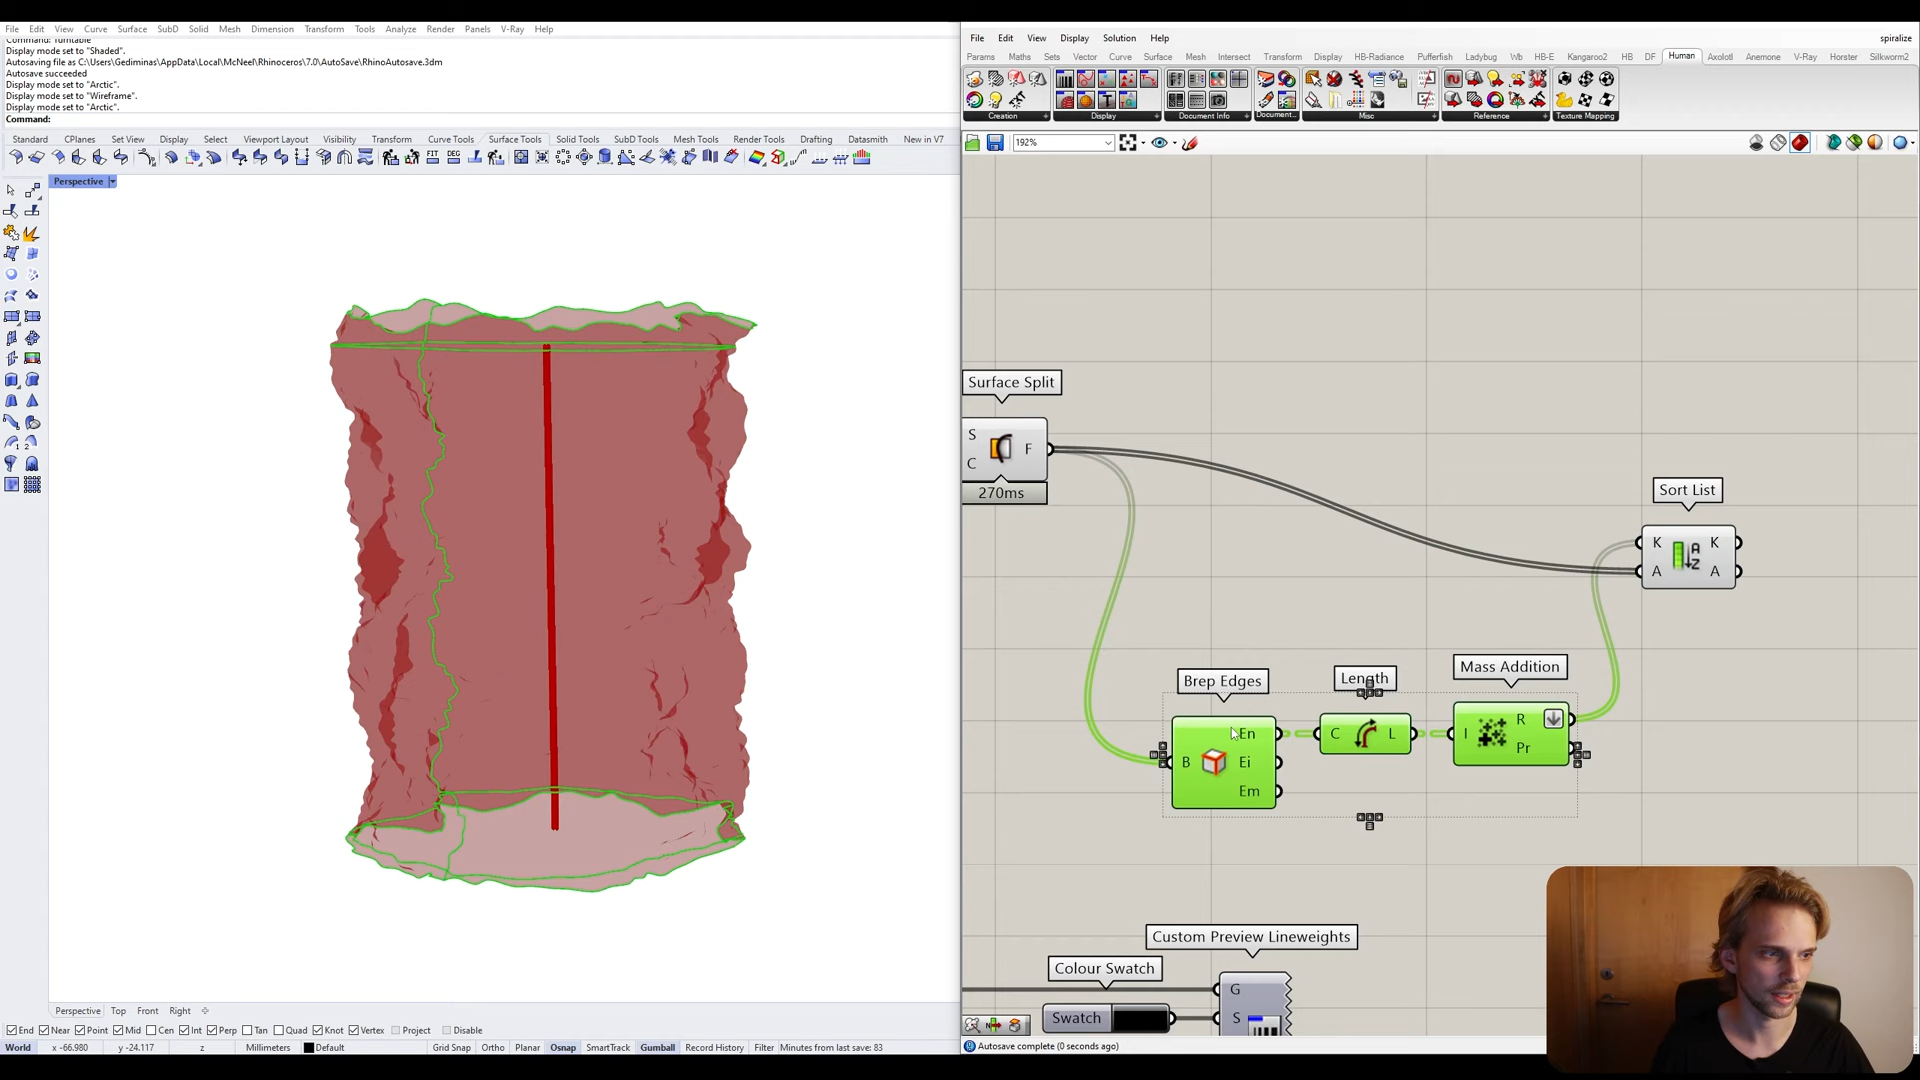 File Edit View Curve Surface SubD Solid Mesh Dimension Transform Tools Analyze Render Panels V-Ray Help
Display mode set to "Shaded".
Autosaving file as C:\Users\Gediminas\AppData\Local\McNeel\Rhinoceros\7.0\AutoSave\RhinoAutosave.3dm
Autosave succeeded
Display mode set to "Arctic".
Display mode set to "Wireframe".
Display mode set to "Arctic".
Command:
Standard CPlanes Set View Display Select Viewport Layout Visibility Transform Curve Tools Surface Tools Solid Tools SubD Tools Mesh Tools Render Tools Drafting Datasmith New in V7
Perspective
Perspective Top Front Right
End Near Point Mid Cen Int Perp Tan Quad Knot Vertex Project Disable
World x -66.980 y -24.117 z Millimeters Default Grid Snap Ortho Planar Osnap SmartTrack Gumball Record History Filter Minutes from last save: 83
File Edit View Display Solution Help
spiralize
Params Maths Sets Vector Curve Surface Mesh Intersect Transform Display HB-Radiance Pufferfish Ladybug Wb HB-E Kangaroo2 HB DF Human Axolotl Anemone V-Ray Horster Silkworm2
Creation Display Document Info Document... Misc Reference Texture Mapping
192%
Surface Split
S
C
F
270ms
Sort List
K K
A A
Brep Edges
B
En
Ei
Em
Length
C L
Mass Addition
I
R
Pr
Custom Preview Lineweights
Colour Swatch
G
Swatch
S
Autosave complete (0 seconds ago)